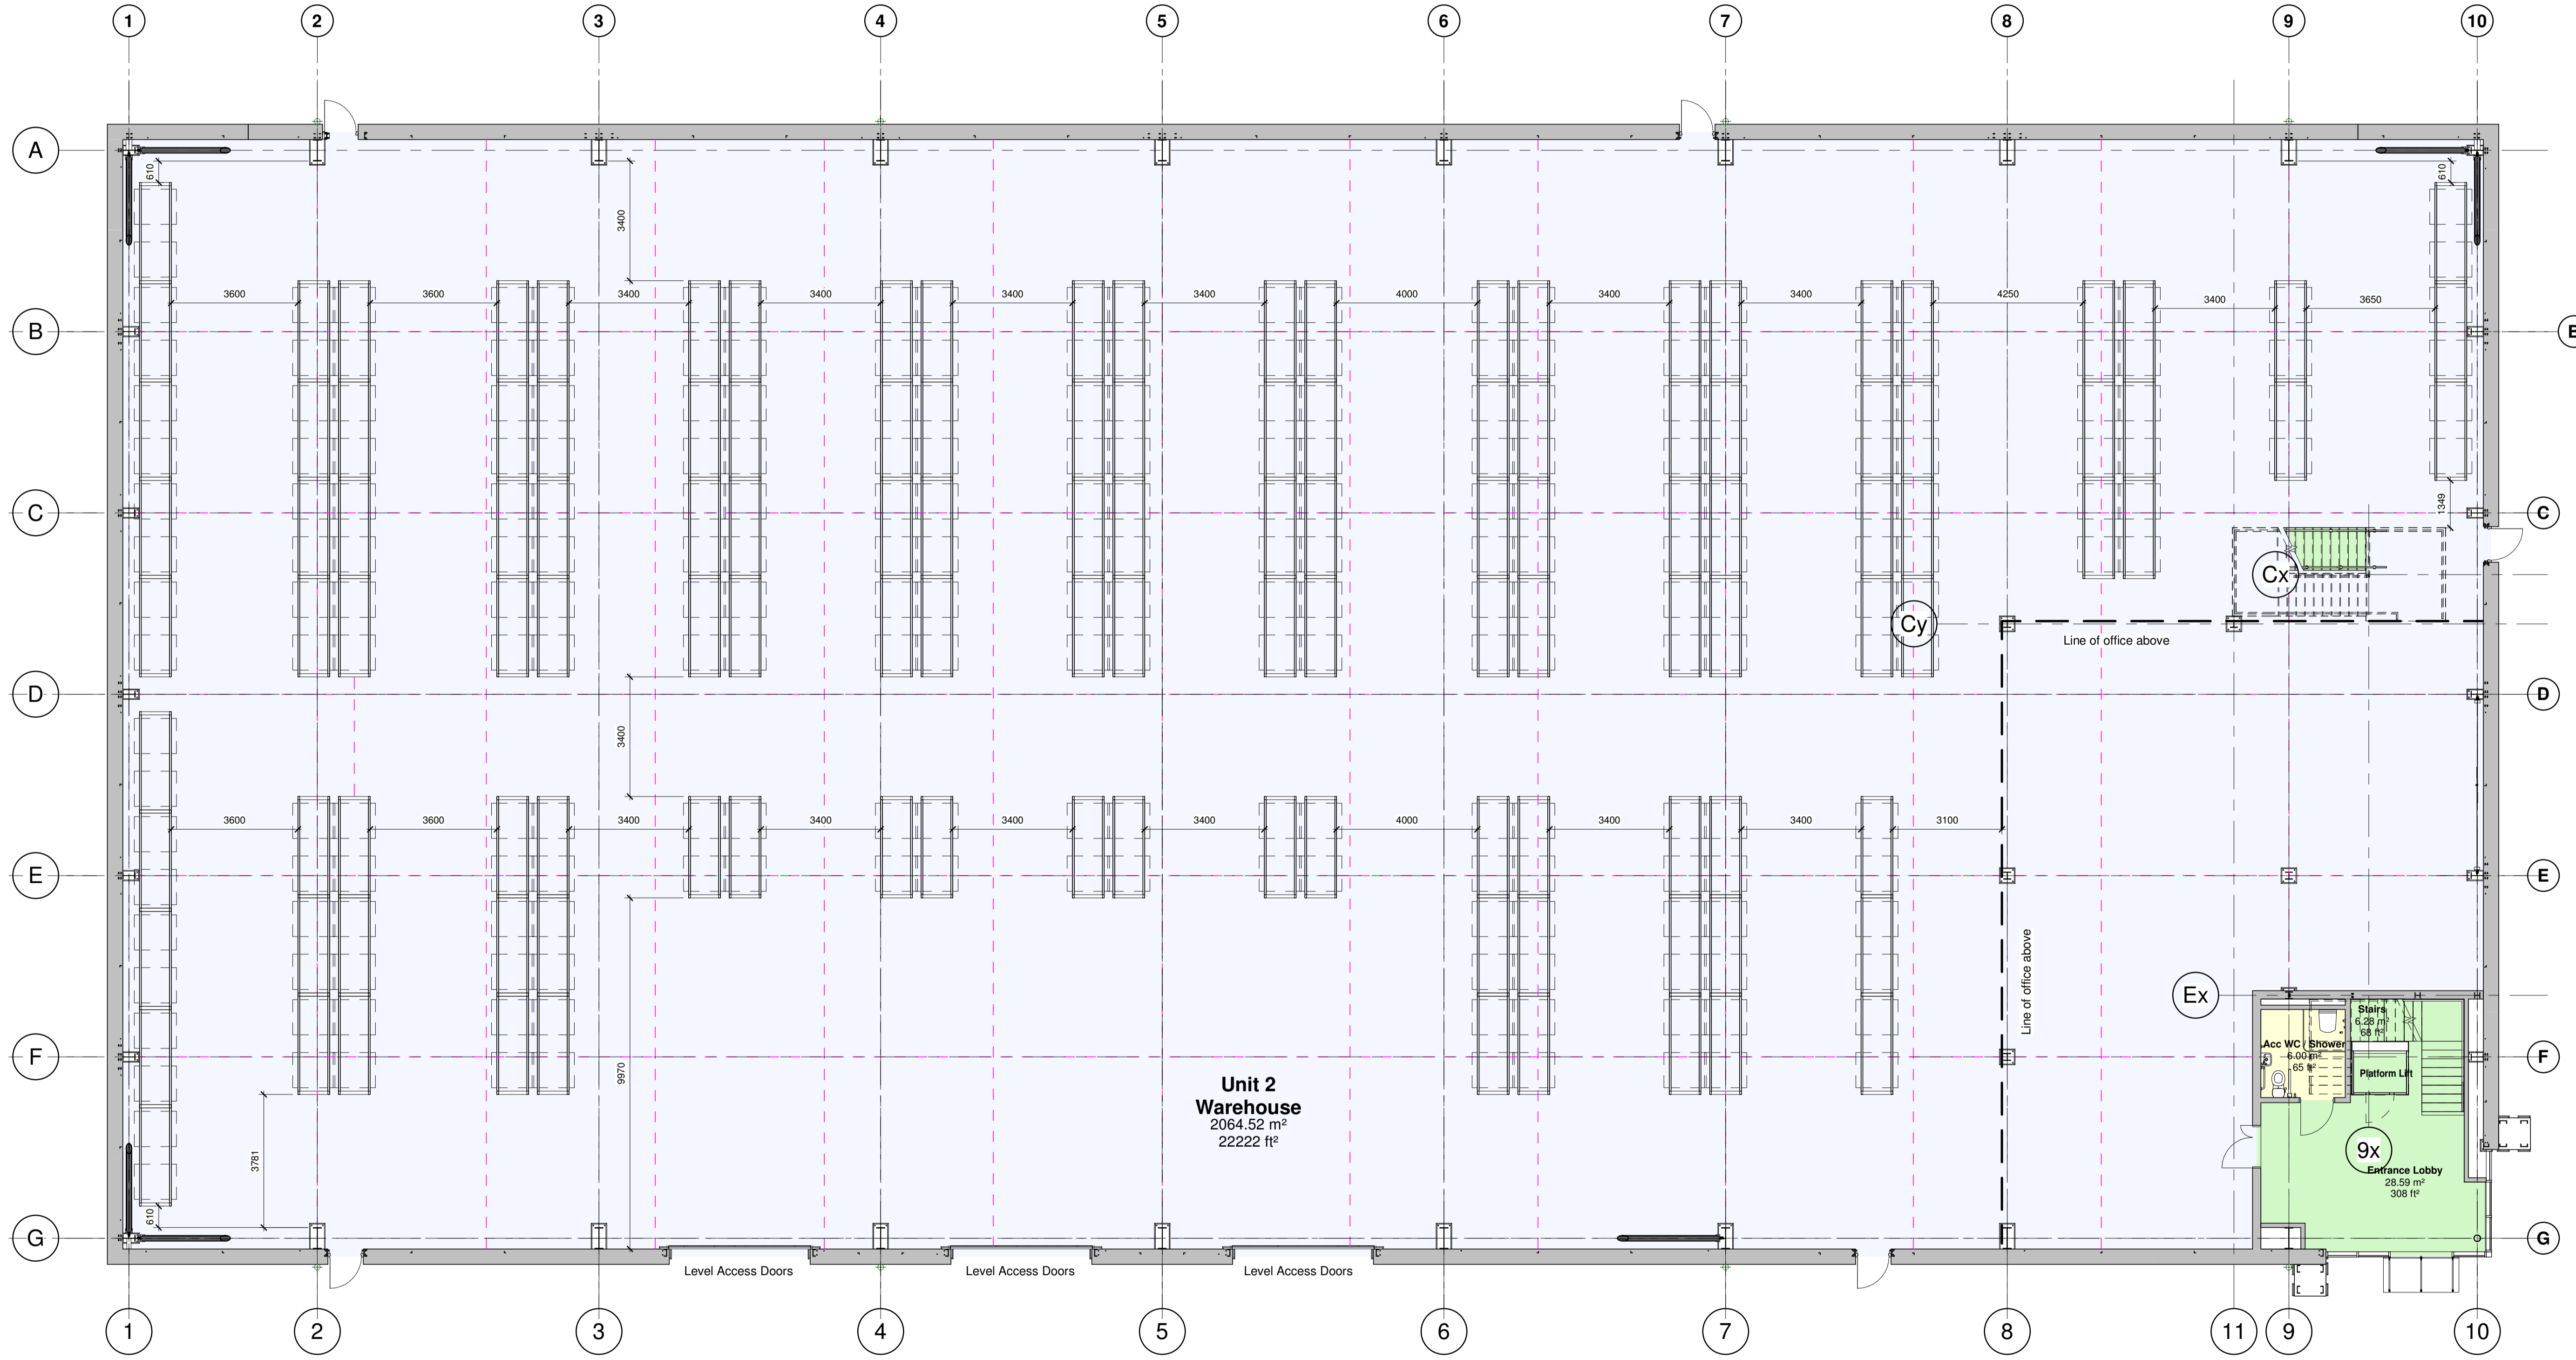 1 2 3 4 5 6 7 8 9 10
A
610
610
3400
3600 3600 3400 3400 3400 3400 4000 3400 3400 4250 3400 3650
B
C C
1349
Cx
Cy
Line of office above
D D
3400
3600 3600 3400 3400 3400 3400 4000 3400 3400 3100
E E
Line of office above
Ex
Stairs
6.28 m²
68 ft²
Acc WC / Shower
6.00 m²
65 ft²
Platform Lift
F F
9970
Unit 2
Warehouse
2064.52 m²
22222 ft²
3781
9x
Entrance Lobby
28.59 m²
308 ft²
610
G G
Level Access Doors Level Access Doors Level Access Doors
1 2 3 4 5 6 7 8 11 9 10